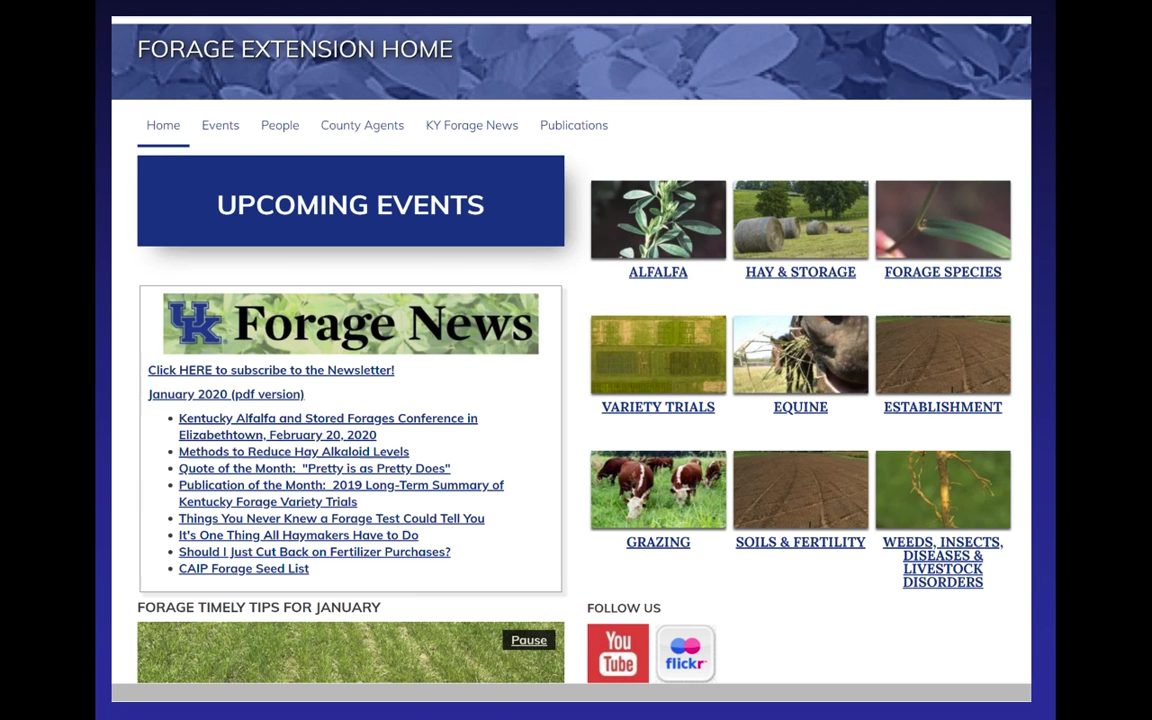 FORAGE EXTENSION HOME
Home Events People County Agents KY Forage News Publications
UPCOMING EVENTS
UK Forage News
Click HERE to subscribe to the Newsletter!
January 2020 (pdf version)
• Kentucky Alfalfa and Stored Forages Conference in
Elizabethtown, February 20, 2020
• Methods to Reduce Hay Alkaloid Levels
• Quote of the Month: "Pretty is as Pretty Does"
• Publication of the Month: 2019 Long-Term Summary of
Kentucky Forage Variety Trials
• Things You Never Knew a Forage Test Could Tell You
• It's One Thing All Haymakers Have to Do
• Should I Just Cut Back on Fertilizer Purchases?
• CAIP Forage Seed List
FORAGE TIMELY TIPS FOR JANUARY
Pause
ALFALFA HAY & STORAGE FORAGE SPECIES
VARIETY TRIALS EQUINE ESTABLISHMENT
GRAZING SOILS & FERTILITY WEEDS, INSECTS,
DISEASES &
LIVESTOCK
DISORDERS
FOLLOW US
You
Tube
flickr